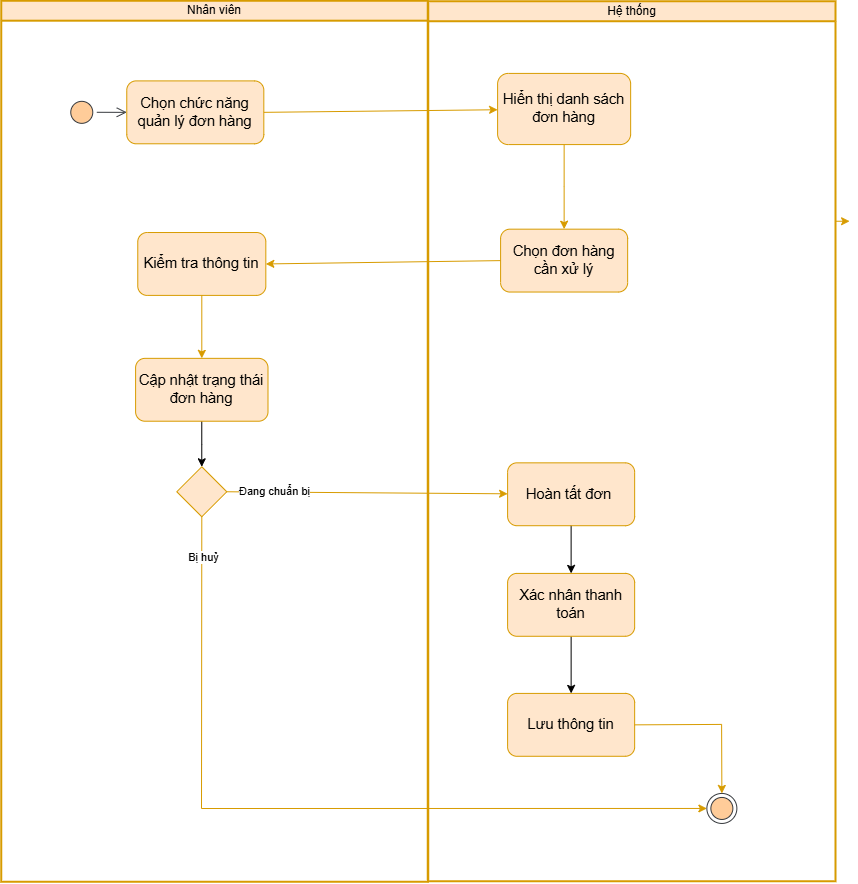 Nhân viên
Hệ thống
Chọn chức năng
quản lý đơn hàng
Hiển thị danh sách
đơn hàng
Chọn đơn hàng
cần xử lý
Kiểm tra thông tin
Cập nhật trạng thái
đơn hàng
Đang chuẩn bị
Hoàn tất đơn
Bị huỷ
Xác nhân thanh
toán
Lưu thông tin